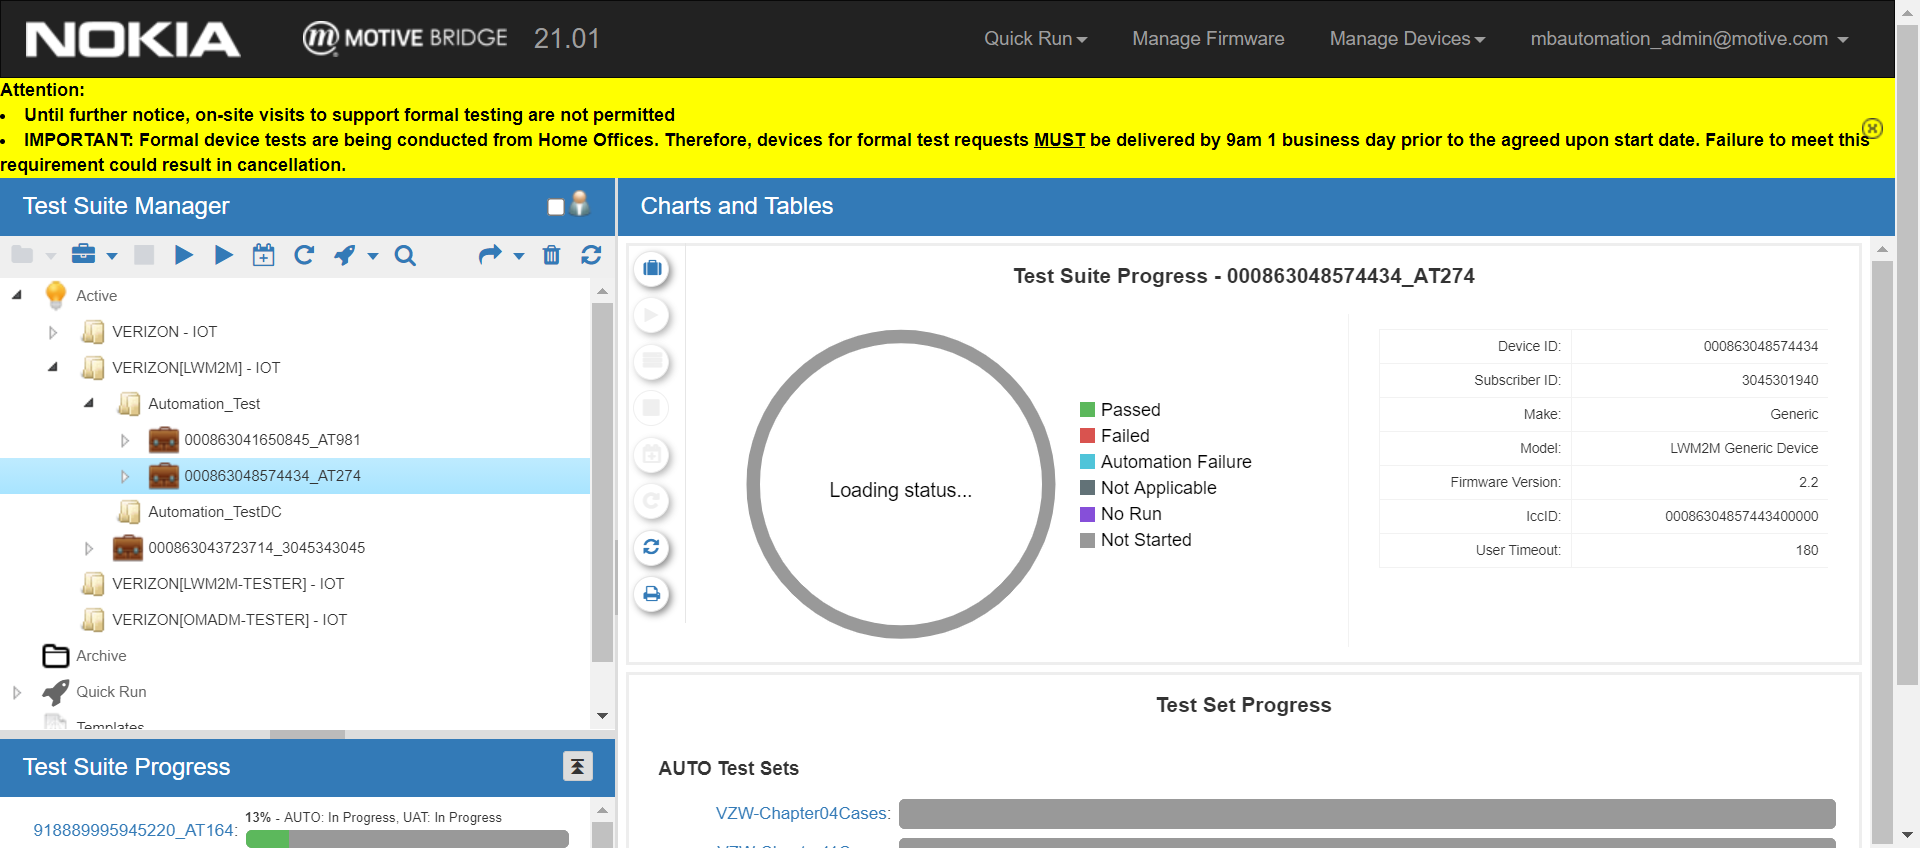 NOKIA
MOTIVE BRIDGE 21.01
Quick Run
Manage Firmware
Manage Devices
mbautomation_admin@motive.com
Attention:
• Until further notice, on-site visits to support formal testing are not permitted
• IMPORTANT: Formal device tests are being conducted from Home Offices. Therefore, devices for formal test requests MUST be delivered by 9am 1 business day prior to the agreed upon start date. Failure to meet this
requirement could result in cancellation.
Test Suite Manager
Active
VERIZON - IOT
VERIZON[LWM2M] - IOT
Automation_Test
000863041650845_AT981
000863048574434_AT274
Automation_TestDC
000863043723714_3045343045
VERIZON[LWM2M-TESTER] - IOT
VERIZON[OMADM-TESTER] - IOT
Archive
Quick Run
Templates
Test Suite Progress
13% - AUTO: In Progress, UAT: In Progress
918889995945220_AT164:
Charts and Tables
Test Suite Progress - 000863048574434_AT274
Loading status...
Passed
Failed
Automation Failure
Not Applicable
No Run
Not Started
Device ID: 000863048574434
Subscriber ID: 3045301940
Make: Generic
Model: LWM2M Generic Device
Firmware Version: 2.2
IccID: 00086304857443400000
User Timeout: 180
Test Set Progress
AUTO Test Sets
VZW-Chapter04Cases: